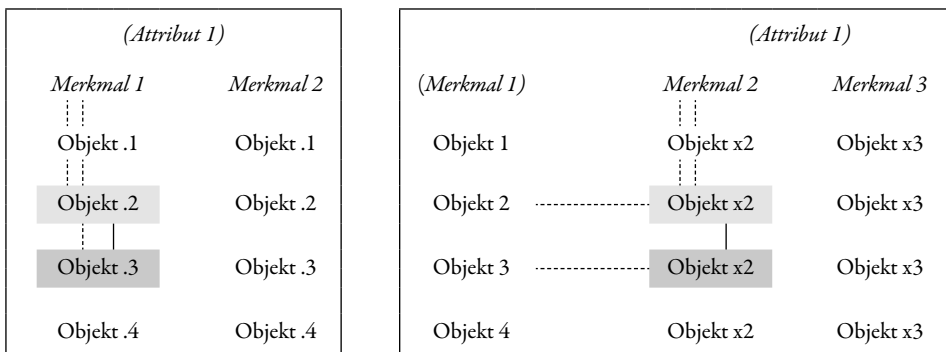 (Attribut 1)
Merkmal 1 Merkmal 2
Objekt .1 Objekt .1
Objekt .2 Objekt .2
Objekt .3 Objekt .3
Objekt .4 Objekt .4
(Attribut 1)
(Merkmal 1) Merkmal 2 Merkmal 3
Objekt 1 Objekt x2 Objekt x3
Objekt 2 Objekt x2 Objekt x3
Objekt 3 Objekt x2 Objekt x3
Objekt 4 Objekt x2 Objekt x3